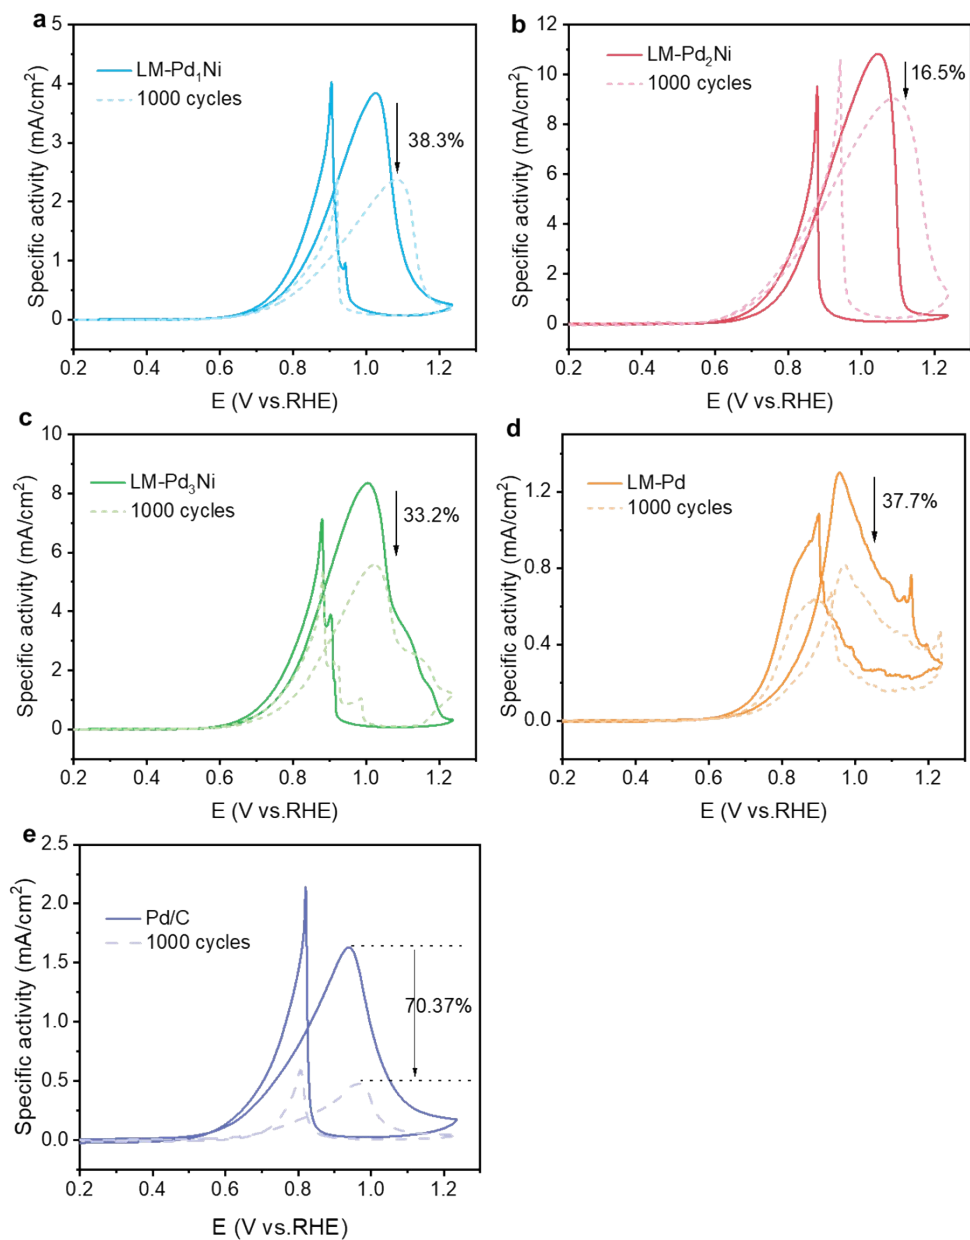 a
5
4
3
2
1
0
Specific activity (mA/cm²)
LM-Pd₁Ni
1000 cycles
38.3%
0.2 0.4 0.6 0.8 1.0 1.2
E (V vs.RHE)
b
12
10
8
6
4
2
0
Specific activity (mA/cm²)
LM-Pd₂Ni
1000 cycles
16.5%
0.2 0.4 0.6 0.8 1.0 1.2
E (V vs.RHE)
c
10
8
6
4
2
0
Specific activity (mA/cm²)
LM-Pd₃Ni
1000 cycles
33.2%
0.2 0.4 0.6 0.8 1.0 1.2
E (V vs.RHE)
d
1.2
0.8
0.4
0.0
Specific activity (mA/cm²)
LM-Pd
1000 cycles
37.7%
0.2 0.4 0.6 0.8 1.0 1.2
E (V vs.RHE)
e
2.5
2.0
1.5
1.0
0.5
0.0
Specific activity (mA/cm²)
Pd/C
1000 cycles
70.37%
0.2 0.4 0.6 0.8 1.0 1.2
E (V vs.RHE)